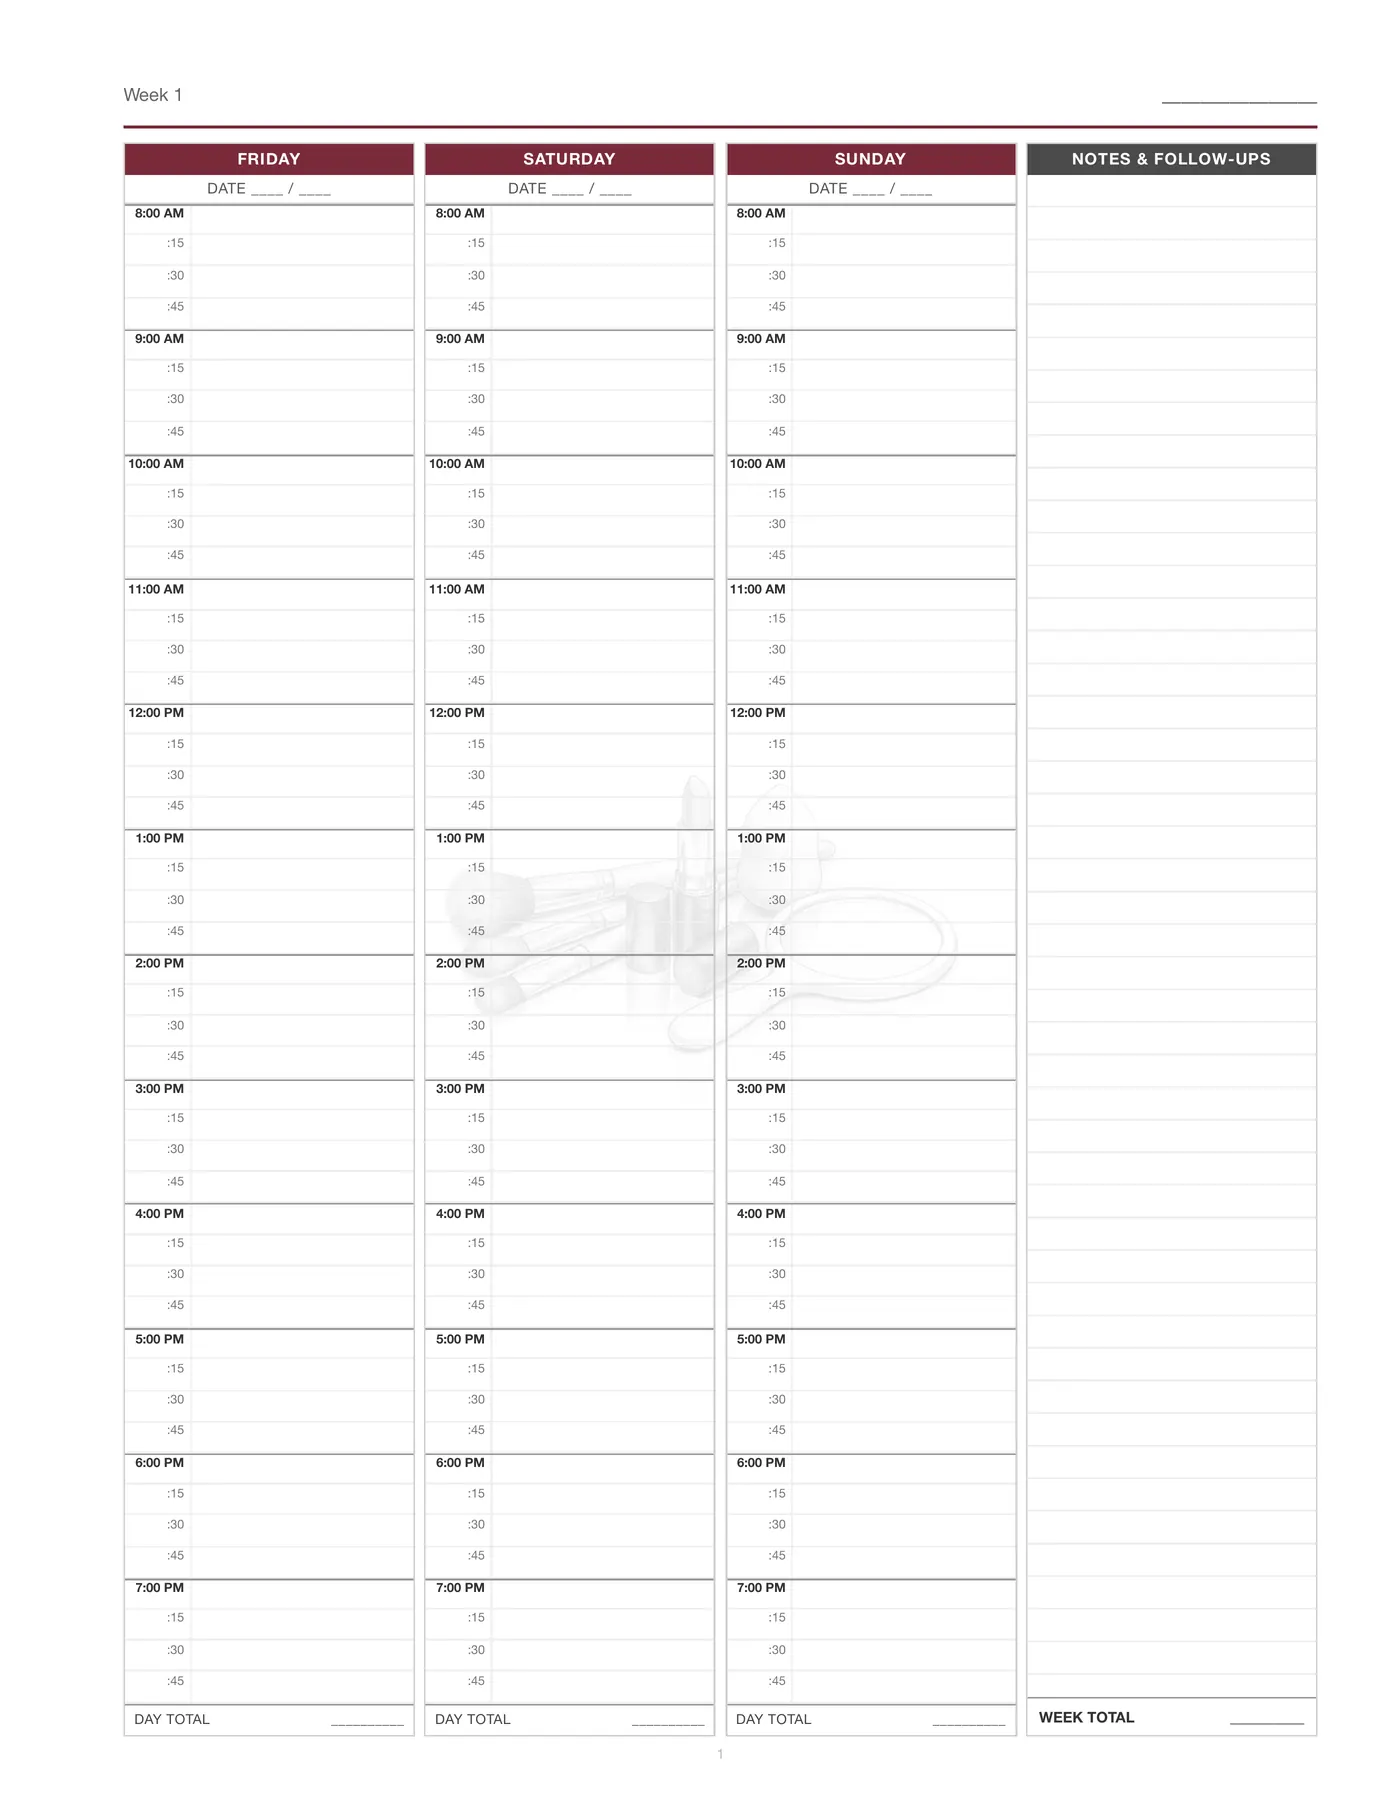 Week 1 ________________
FRIDAY
DATE ____ / ____
8:00 AM
:15
:30
:45
9:00 AM
:15
:30
:45
10:00 AM
:15
:30
:45
11:00 AM
:15
:30
:45
12:00 PM
:15
:30
:45
1:00 PM
:15
:30
:45
2:00 PM
:15
:30
:45
3:00 PM
:15
:30
:45
4:00 PM
:15
:30
:45
5:00 PM
:15
:30
:45
6:00 PM
:15
:30
:45
7:00 PM
:15
:30
:45
DAY TOTAL __________
SATURDAY
DATE ____ / ____
8:00 AM
:15
:30
:45
9:00 AM
:15
:30
:45
10:00 AM
:15
:30
:45
11:00 AM
:15
:30
:45
12:00 PM
:15
:30
:45
1:00 PM
:15
:30
:45
2:00 PM
:15
:30
:45
3:00 PM
:15
:30
:45
4:00 PM
:15
:30
:45
5:00 PM
:15
:30
:45
6:00 PM
:15
:30
:45
7:00 PM
:15
:30
:45
DAY TOTAL __________
SUNDAY
DATE ____ / ____
8:00 AM
:15
:30
:45
9:00 AM
:15
:30
:45
10:00 AM
:15
:30
:45
11:00 AM
:15
:30
:45
12:00 PM
:15
:30
:45
1:00 PM
:15
:30
:45
2:00 PM
:15
:30
:45
3:00 PM
:15
:30
:45
4:00 PM
:15
:30
:45
5:00 PM
:15
:30
:45
6:00 PM
:15
:30
:45
7:00 PM
:15
:30
:45
DAY TOTAL __________
NOTES & FOLLOW-UPS
WEEK TOTAL __________
1